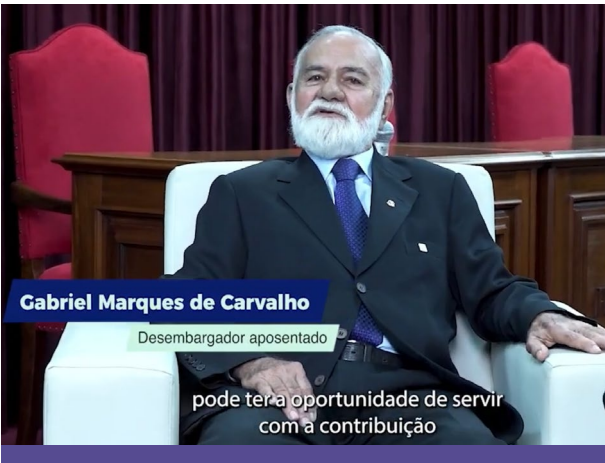 Gabriel Marques de Carvalho
Desembargador aposentado
pode ter a oportunidade de servir
com a contribuição